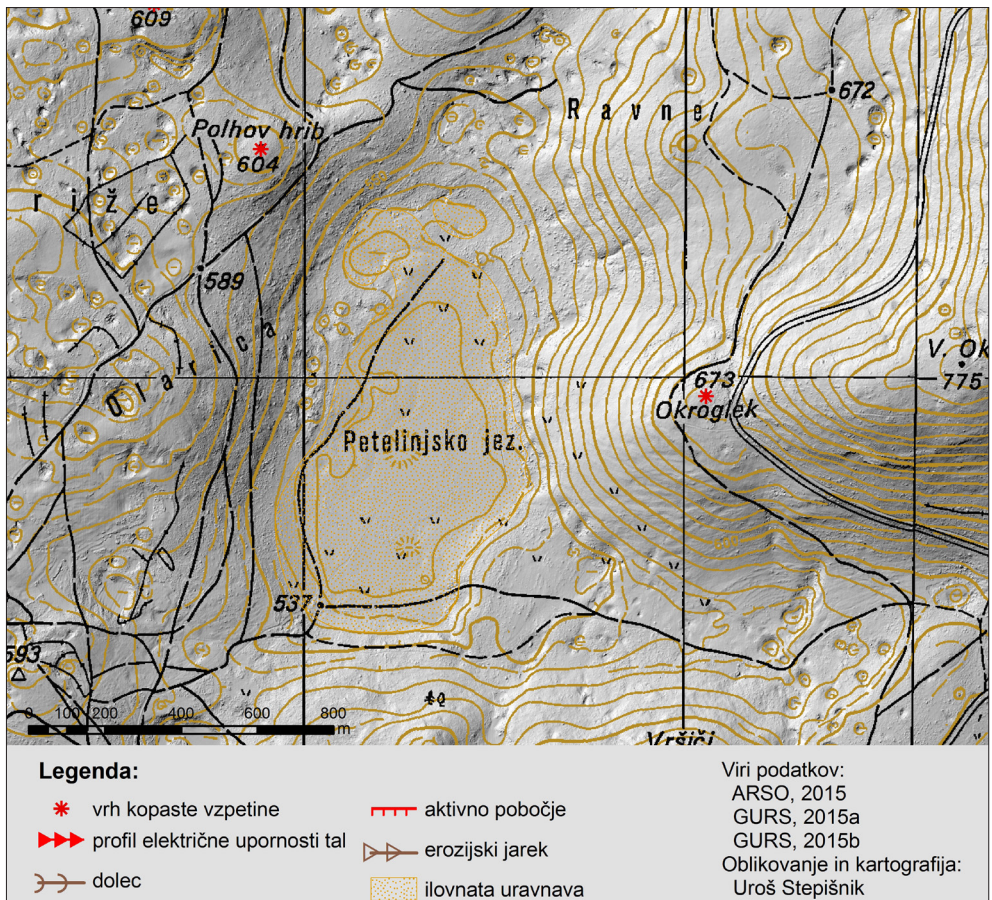 609
672
Ravne
Polhov hrib
604
riže
589
Olarica
V. Ok
775
673
Okroglek
Petelinjsko jez.
537
593
0 100 200 400 600 800
m
Vršiči
Legenda:
vrh kopaste vzpetine
profil električne upornosti tal
dolec
aktivno pobočje
erozijski jarek
ilovnata uravnava
Viri podatkov:
ARSO, 2015
GURS, 2015a
GURS, 2015b
Oblikovanje in kartografija:
Uroš Stepišnik